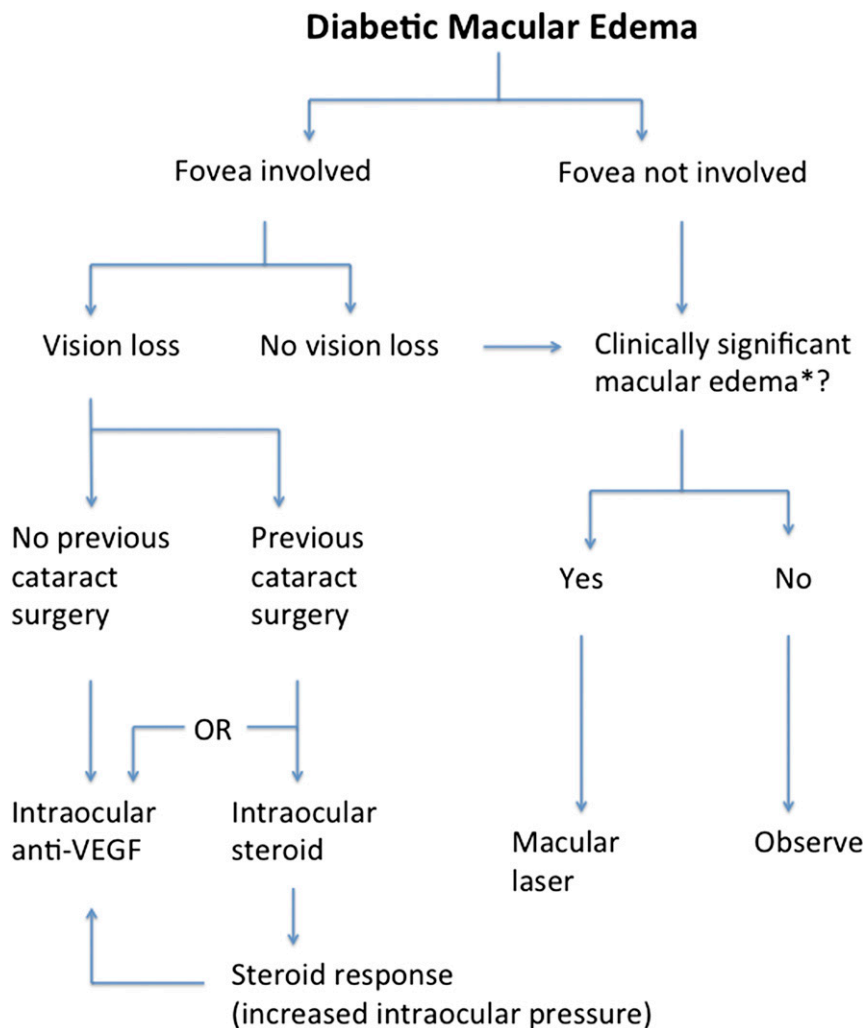 Diabetic Macular Edema
Fovea involved
Fovea not involved
Vision loss
No vision loss
Clinically significant
macular edema*?
No previous
cataract
surgery
Previous
cataract
surgery
Yes
No
OR
Intraocular
anti-VEGF
Intraocular
steroid
Macular
laser
Observe
Steroid response
(increased intraocular pressure)